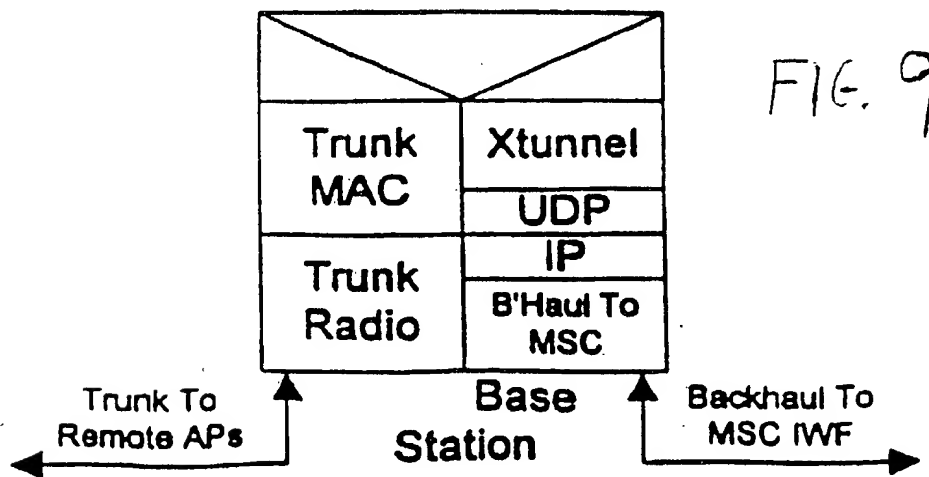 FIG. 9
Trunk
MAC
Xtunnel
UDP
Trunk
Radio
IP
B'Haul To
MSC
Trunk To
Remote APs
Base
Station
Backhaul To
MSC IWF